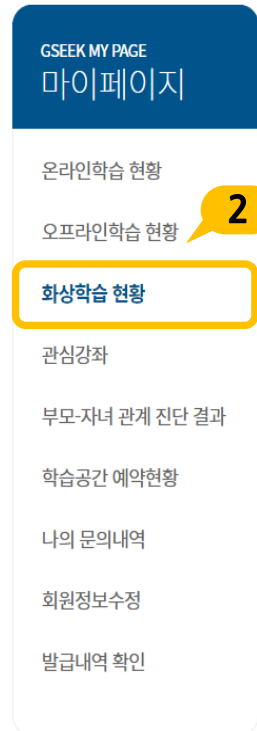 GSEEK MY PAGE
마이페이지
온라인학습 현황
2
오프라인학습 현황
화상학습 현황
관심강좌
부모-자녀 관계 진단 결과
학습공간 예약현황
나의 문의내역
회원정보수정
발급내역 확인